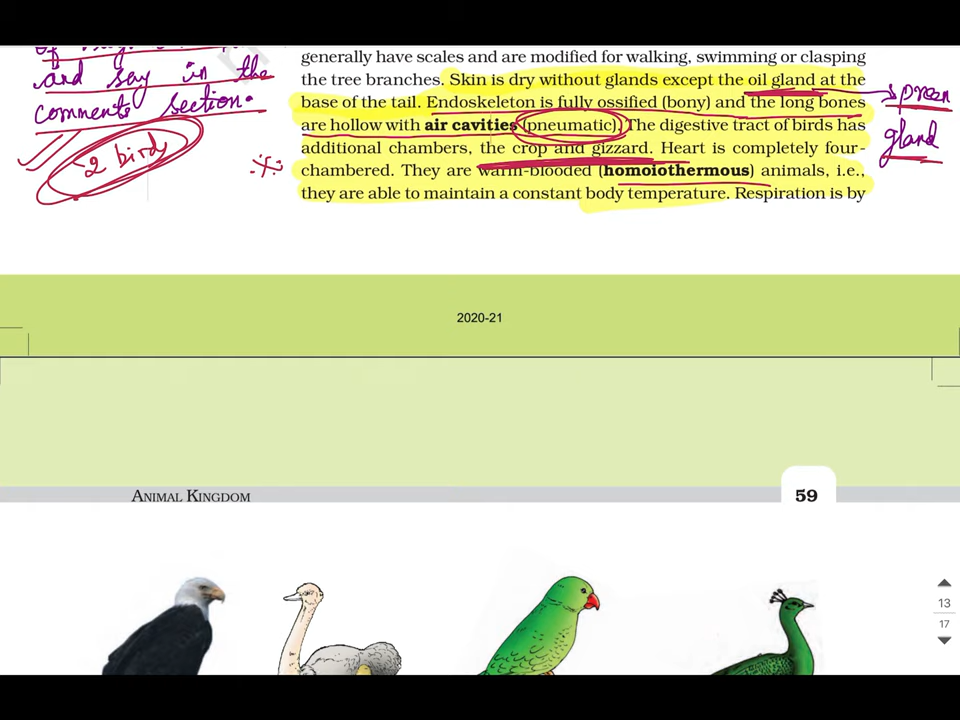 and say in the
comments section.
2 birds
generally have scales and are modified for walking, swimming or clasping
the tree branches. Skin is dry without glands except the oil gland at the
base of the tail. Endoskeleton is fully ossified (bony) and the long bones
are hollow with air cavities (pneumatic). The digestive tract of birds has
additional chambers, the crop and gizzard. Heart is completely four-
chambered. They are warm-blooded (homoiothermous) animals, i.e.,
they are able to maintain a constant body temperature. Respiration is by
preen
gland
2020-21
ANIMAL KINGDOM
59
13
17